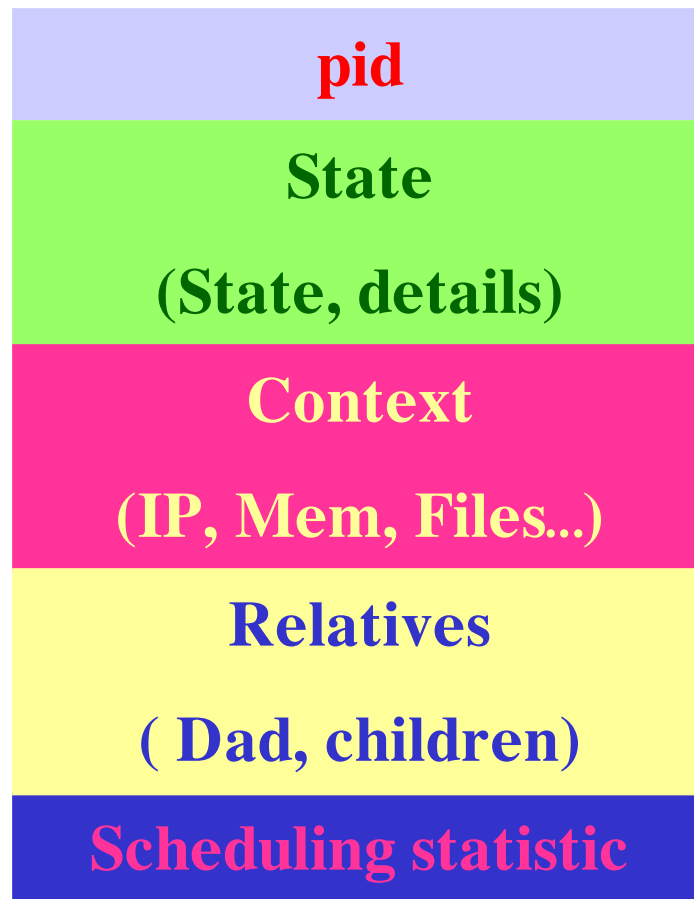 pid
State
(State, details)
Context
(IP, Mem, Files...)
Relatives
( Dad, children)
Scheduling statistic